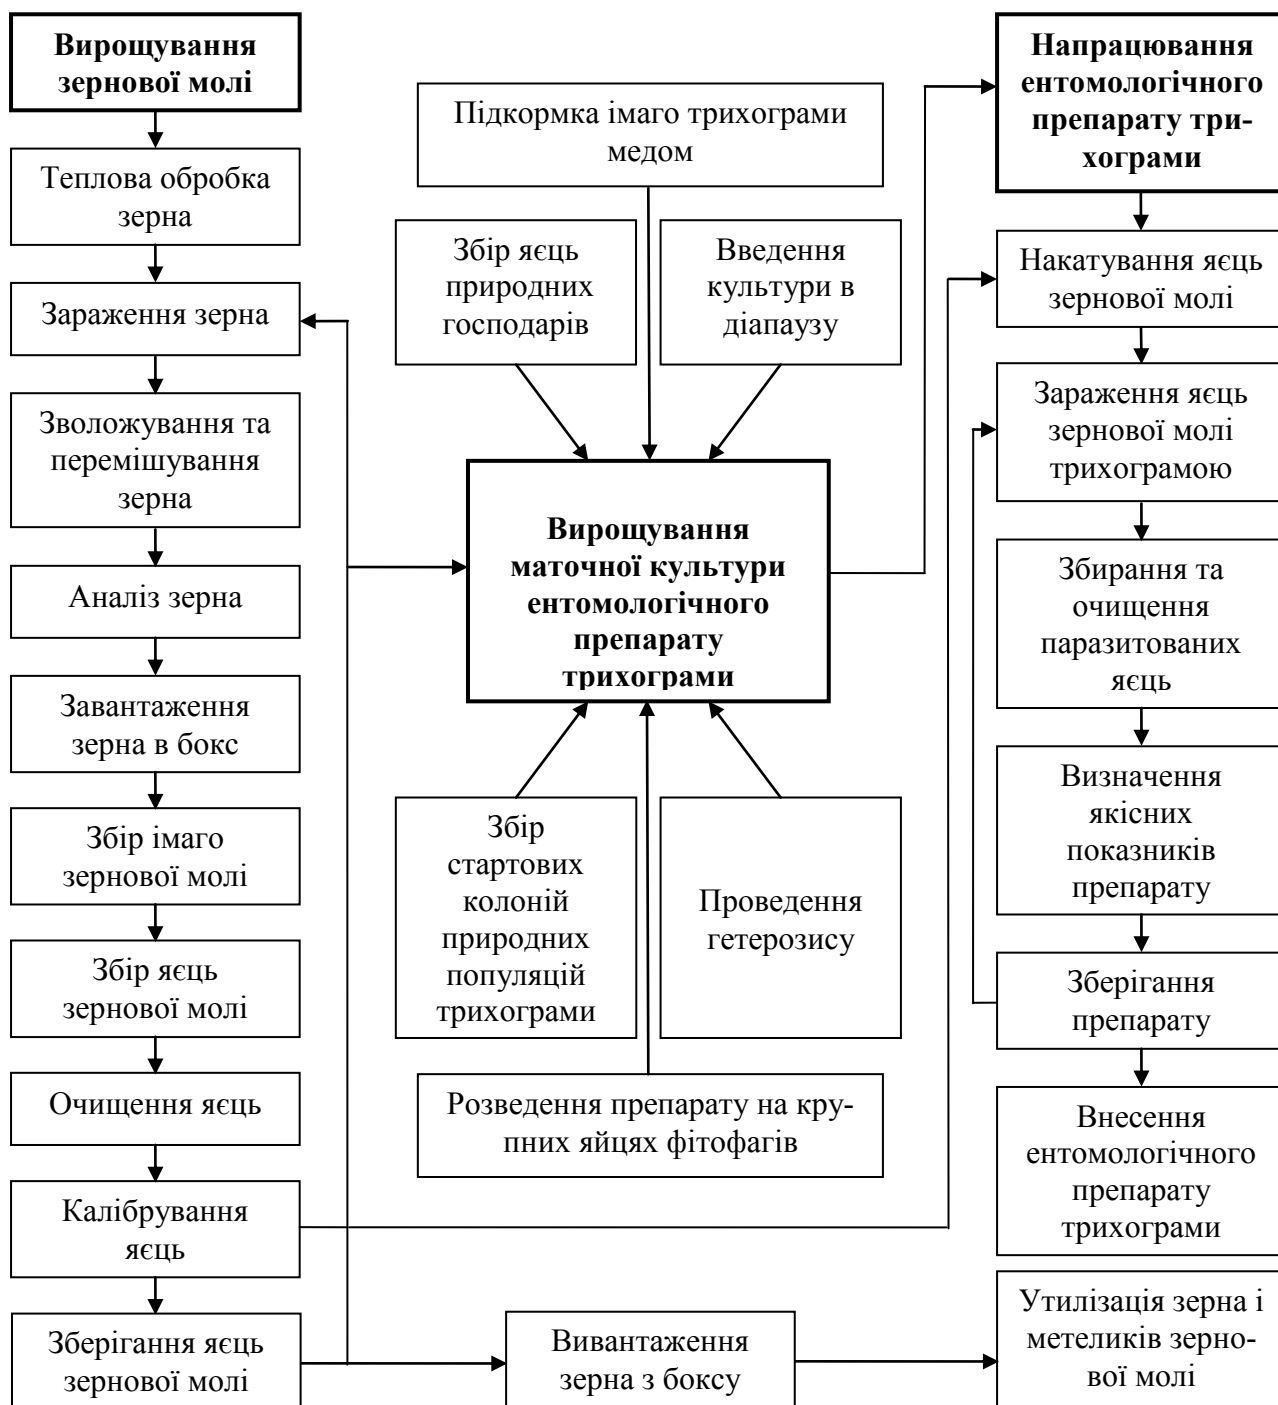 Вирощування
зернової молі
Теплова обробка
зерна
Зараження зерна
Зволожування та
перемішування
зерна
Аналіз зерна
Завантаження
зерна в бокс
Збір імаго
зернової молі
Збір яєць
зернової молі
Очищення яєць
Калібрування
яєць
Зберігання яєць
зернової молі
Підкормка імаго трихограми
медом
Збір яєць
природних
господарів
Введення
культури в
діапаузу
Вирощування
маточної культури
ентомологічного
препарату
трихограми
Збір
стартових
колоній
природних
популяцій
трихограми
Проведення
гетерозису
Розведення препарату на кру-
пних яйцях фітофагів
Вивантаження
зерна з боксу
Напрацювання
ентомологічного
препарату три-
хограми
Накатування яєць
зернової молі
Зараження яєць
зернової молі
трихограмою
Збирання та
очищення
паразитованих
яєць
Визначення
якісних
показників
препарату
Зберігання
препарату
Внесення
ентомологічного
препарату
трихограми
Утилізація зерна і
метеликів зерно-
вої молі